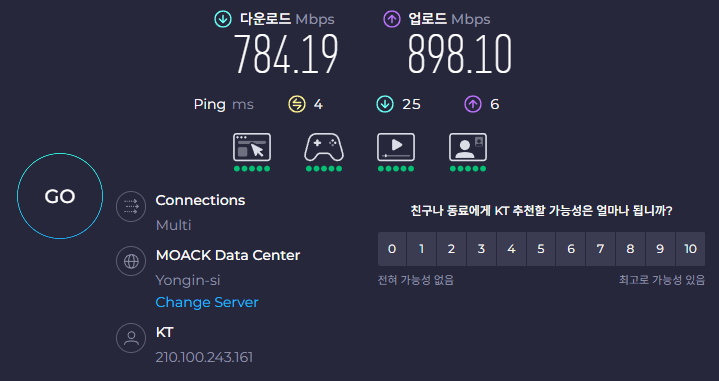 다운로드 Mbps
업로드 Mbps
784.19
898.10
Ping ms 4 25 6
GO
Connections
Multi
MOACK Data Center
Yongin-si
Change Server
KT
210.100.243.161
친구나 동료에게 KT 추천할 가능성은 얼마나 됩니까?
0 1 2 3 4 5 6 7 8 9 10
전혀 가능성 없음
최고로 가능성 있음